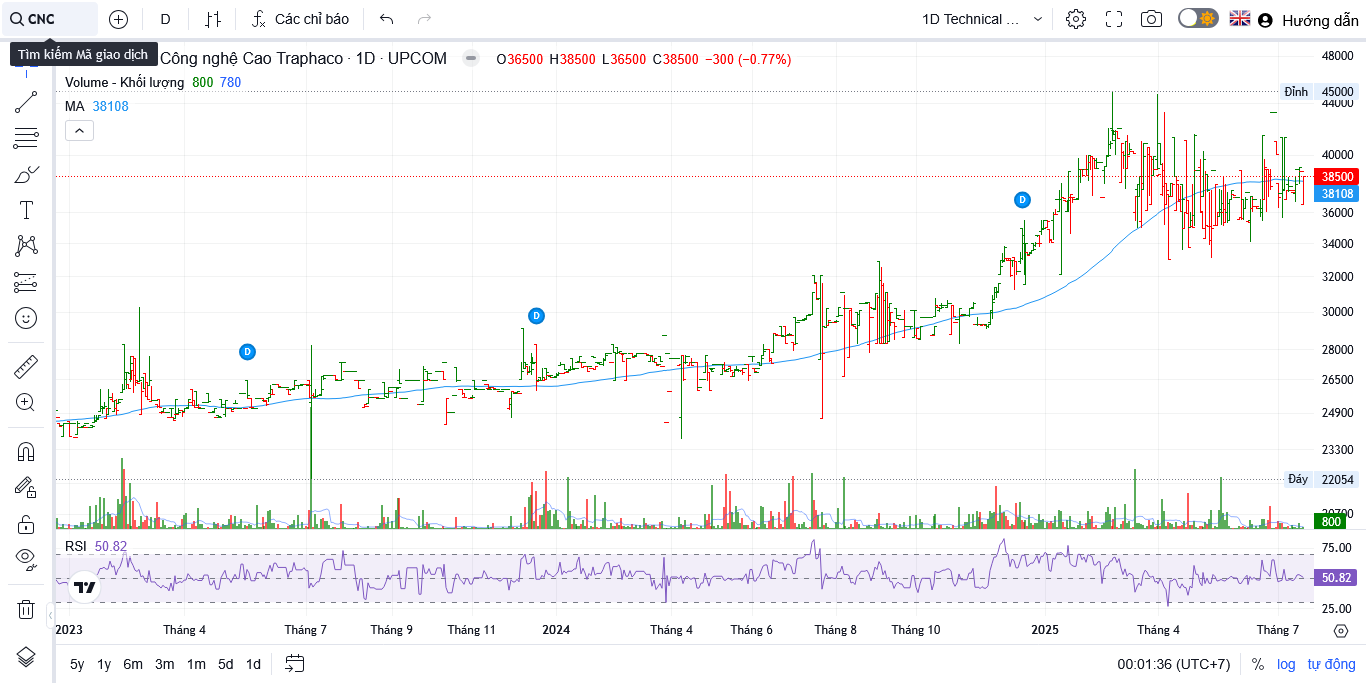 CNC
D
Các chỉ báo
1D Technical ...
Hướng dẫn
Tìm kiếm Mã giao dịch
Công nghệ Cao Traphaco · 1D · UPCOM
O36500 H38500 L36500 C38500 −300 (−0.77%)
Volume - Khối lượng 800 780
MA 38108
48000
Đỉnh 45000
44000
40000
38500
38108
36000
34000
32000
30000
28000
26500
24900
23300
Đáy 22054
20700
800
D
D
D
RSI 50.82
75.00
50.82
25.00
2023 Tháng 4 Tháng 7 Tháng 9 Tháng 11 2024 Tháng 4 Tháng 6 Tháng 8 Tháng 10 2025 Tháng 4 Tháng 7
5y 1y 6m 3m 1m 5d 1d
00:01:36 (UTC+7) % log tự động